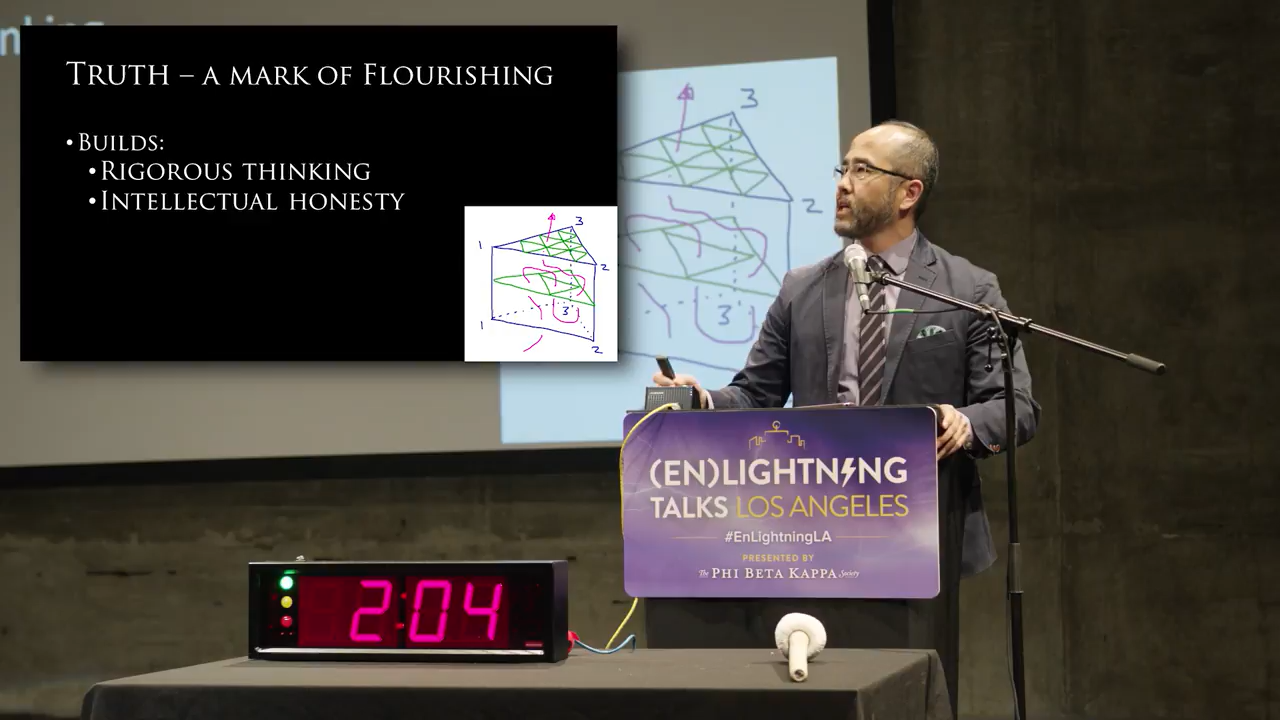 nking
TRUTH – A MARK OF FLOURISHING
•BUILDS:
•RIGOROUS THINKING
•INTELLECTUAL HONESTY
3
1
2
3
1
2
3
2
3
(EN)LIGHTNING
TALKS LOS ANGELES
#EnLightningLA
PRESENTED BY
The PHI BETA KAPPA Society
2:04